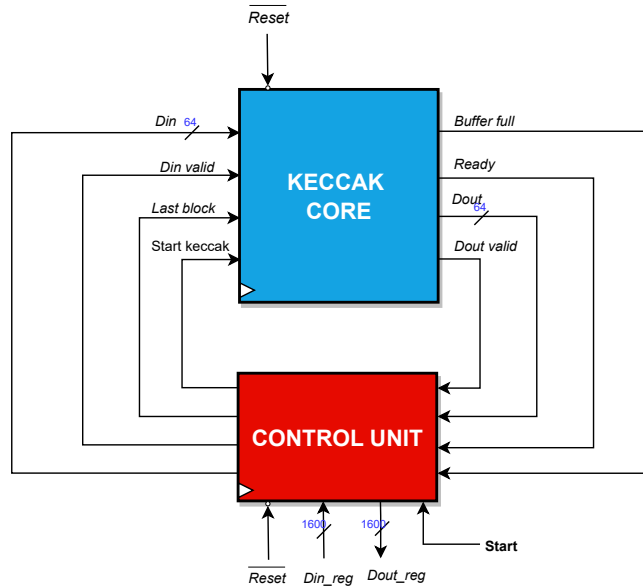 Reset
Din 64
Buffer full
Din valid
Ready
KECCAK
CORE
Last block
Dout
64
Start keccak
Dout valid
CONTROL UNIT
1600
1600
Start
Reset
Din_reg
Dout_reg